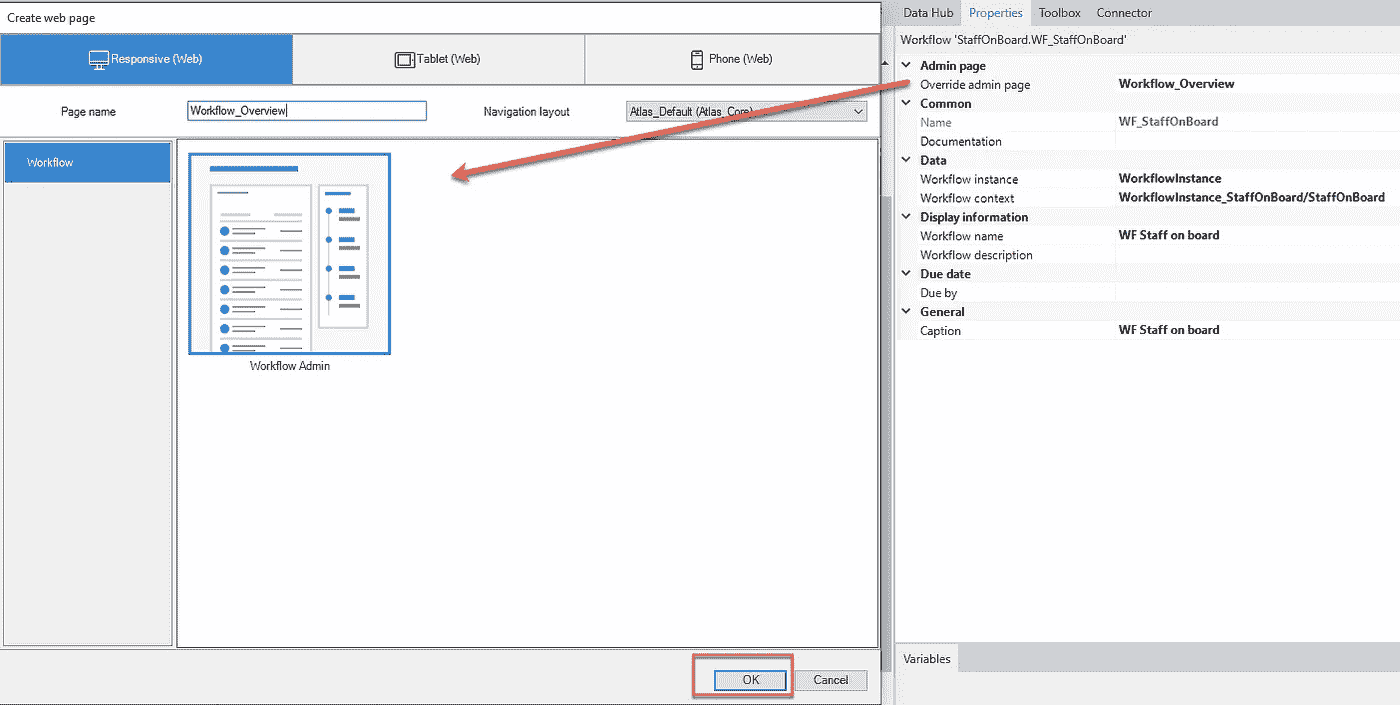 Create web page
Responsive (Web)
Tablet (Web)
Phone (Web)
Page name
Workflow_Overview
Navigation layout
Atlas_Default (Atlas_Core)
Workflow
Workflow Admin
OK
Cancel
Data Hub
Properties
Toolbox
Connector
Workflow 'StaffOnBoard.WF_StaffOnBoard'
Admin page
Override admin page Workflow_Overview
Common
Name WF_StaffOnBoard
Documentation
Data
Workflow instance WorkflowInstance
Workflow context WorkflowInstance_StaffOnBoard/StaffOnBoard
Display information
Workflow name WF Staff on board
Workflow description
Due date
Due by
General
Caption WF Staff on board
Variables